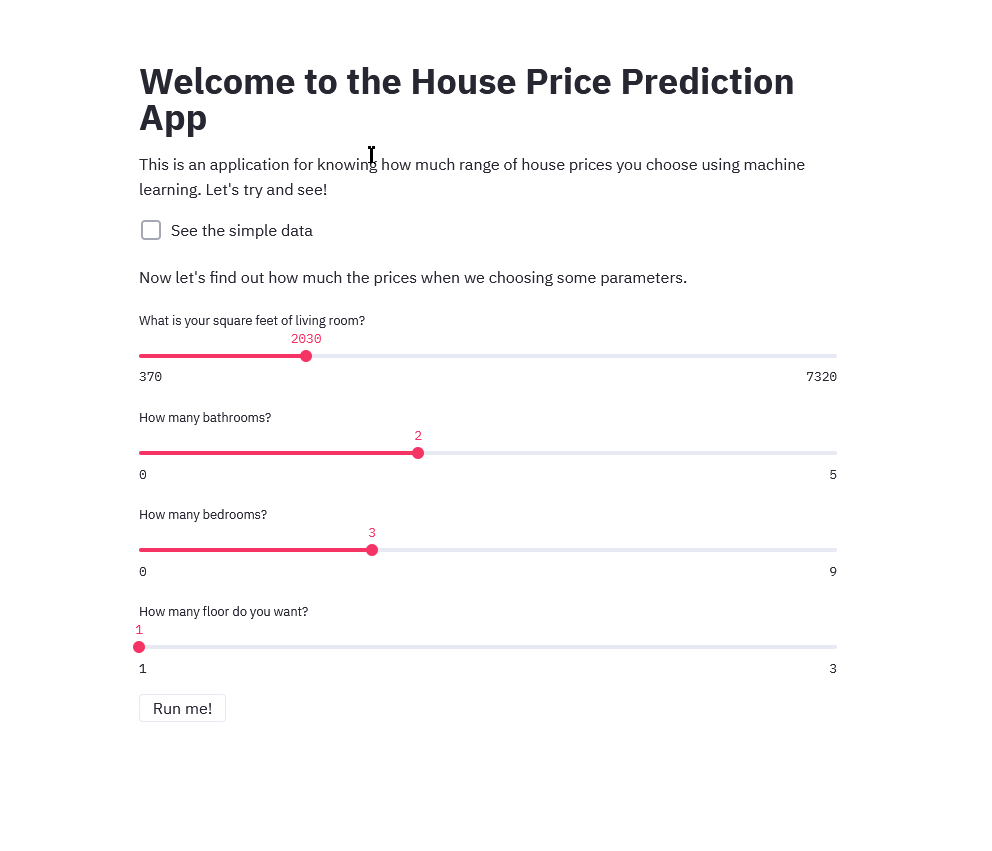 Welcome to the House Price Prediction
App
This is an application for knowing how much range of house prices you choose using machine
learning. Let's try and see!
See the simple data
Now let's find out how much the prices when we choosing some parameters.
What is your square feet of living room?
2030
370 7320
How many bathrooms?
2
0 5
How many bedrooms?
3
0 9
How many floor do you want?
1
1 3
Run me!